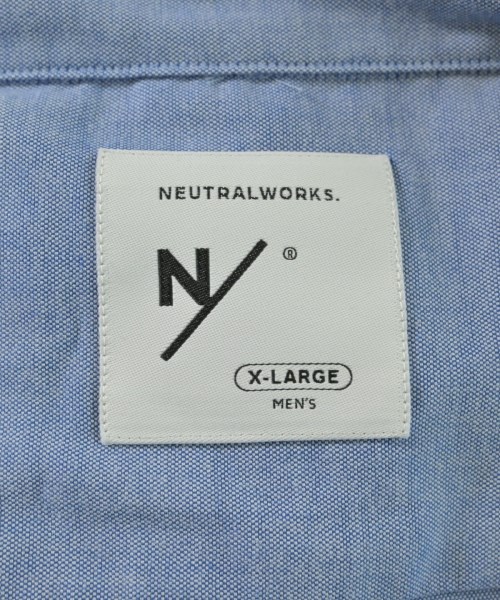 NEUTRALWORKS.
N/
®
X-LARGE
MEN'S